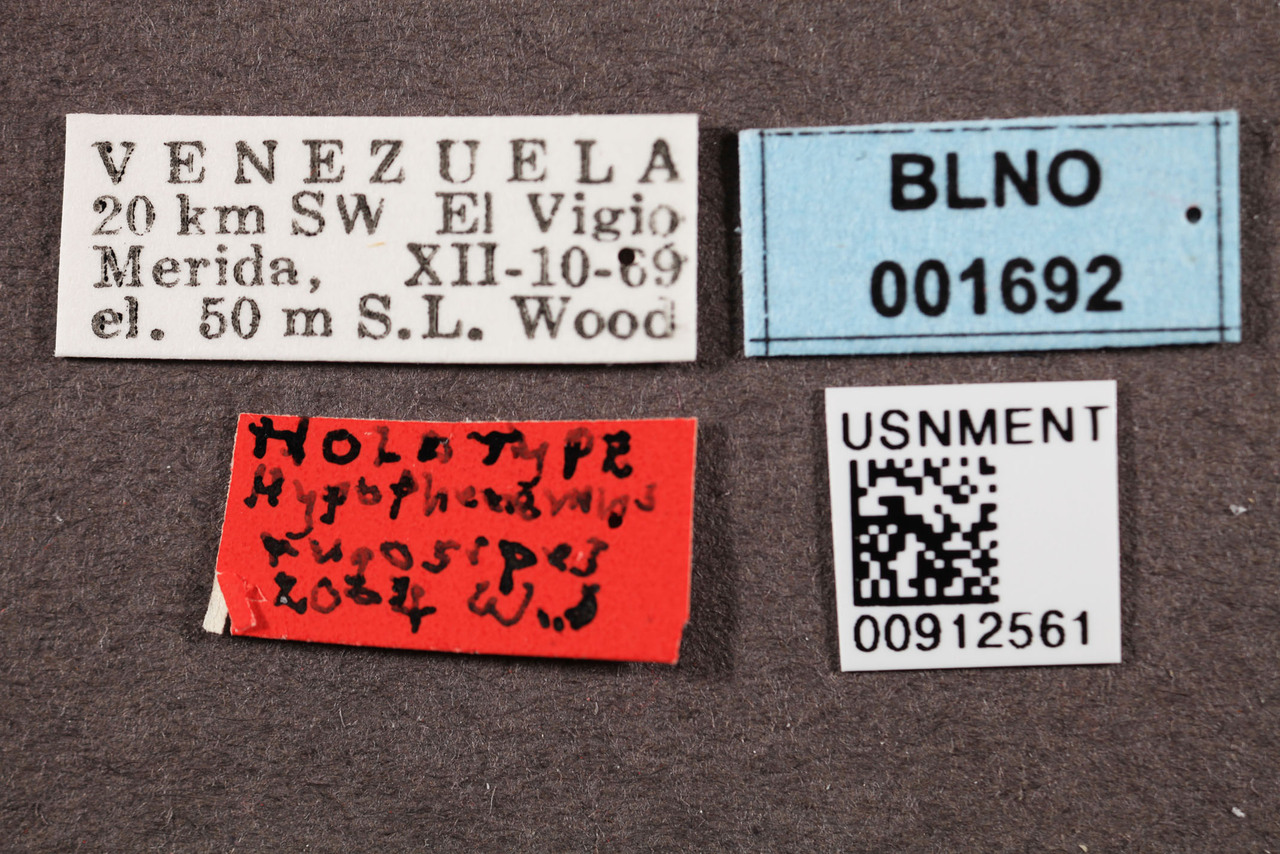 VENEZUELA
20 km SW El Vigio
Merida, XII-10-69
el. 50 m S.L. Wood
BLNO
001692
HOLOTYPE
rugosipes
USNMENT
00912561